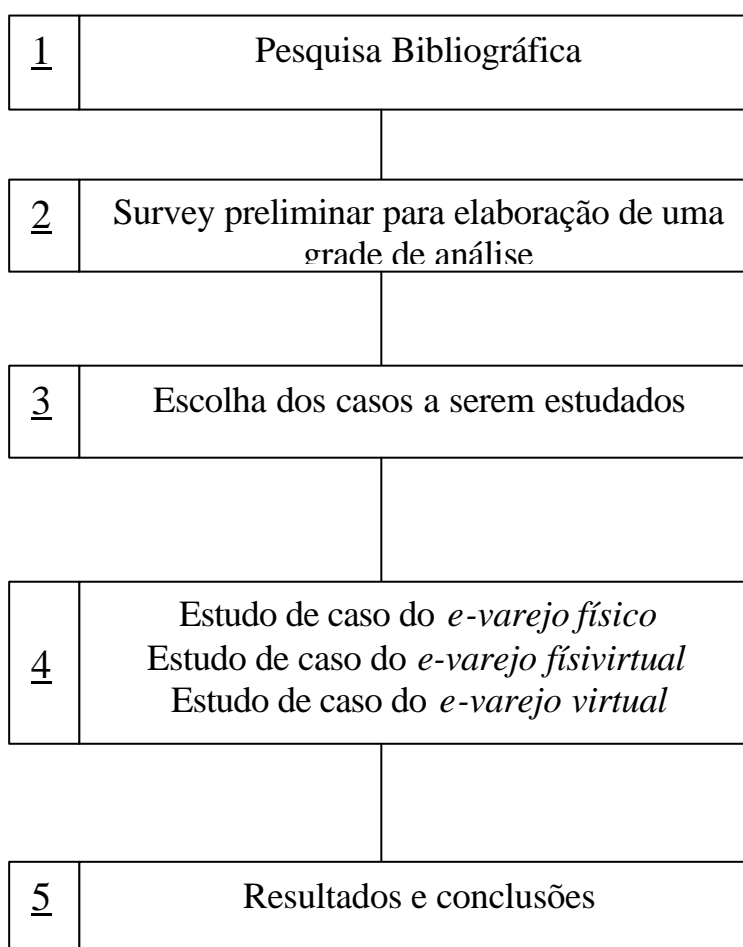 1 Pesquisa Bibliográfica
2 Survey preliminar para elaboração de uma
grade de análise
3 Escolha dos casos a serem estudados
Estudo de caso do e-varejo físico
4 Estudo de caso do e-varejo físivirtual
Estudo de caso do e-varejo virtual
5 Resultados e conclusões